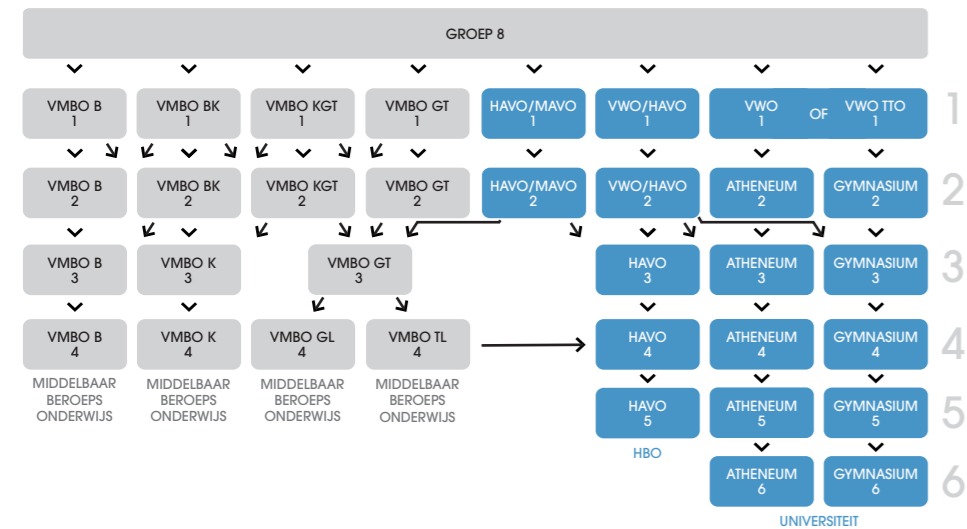 GROEP 8
VMBO B
1
VMBO BK
1
VMBO KGT
1
VMBO GT
1
HAVO/MAVO
1
VWO/HAVO
1
VWO
1
OF
VWO TTO
1
1
VMBO B
2
VMBO BK
2
VMBO KGT
2
VMBO GT
2
HAVO/MAVO
2
VWO/HAVO
2
ATHENEUM
2
GYMNASIUM
2
2
VMBO B
3
VMBO K
3
VMBO GT
3
HAVO
3
ATHENEUM
3
GYMNASIUM
3
3
VMBO B
4
VMBO K
4
VMBO GL
4
VMBO TL
4
HAVO
4
ATHENEUM
4
GYMNASIUM
4
4
MIDDELBAAR
BEROEPS
ONDERWIJS
MIDDELBAAR
BEROEPS
ONDERWIJS
MIDDELBAAR
BEROEPS
ONDERWIJS
MIDDELBAAR
BEROEPS
ONDERWIJS
HAVO
5
ATHENEUM
5
GYMNASIUM
5
5
HBO
ATHENEUM
6
GYMNASIUM
6
6
UNIVERSITEIT